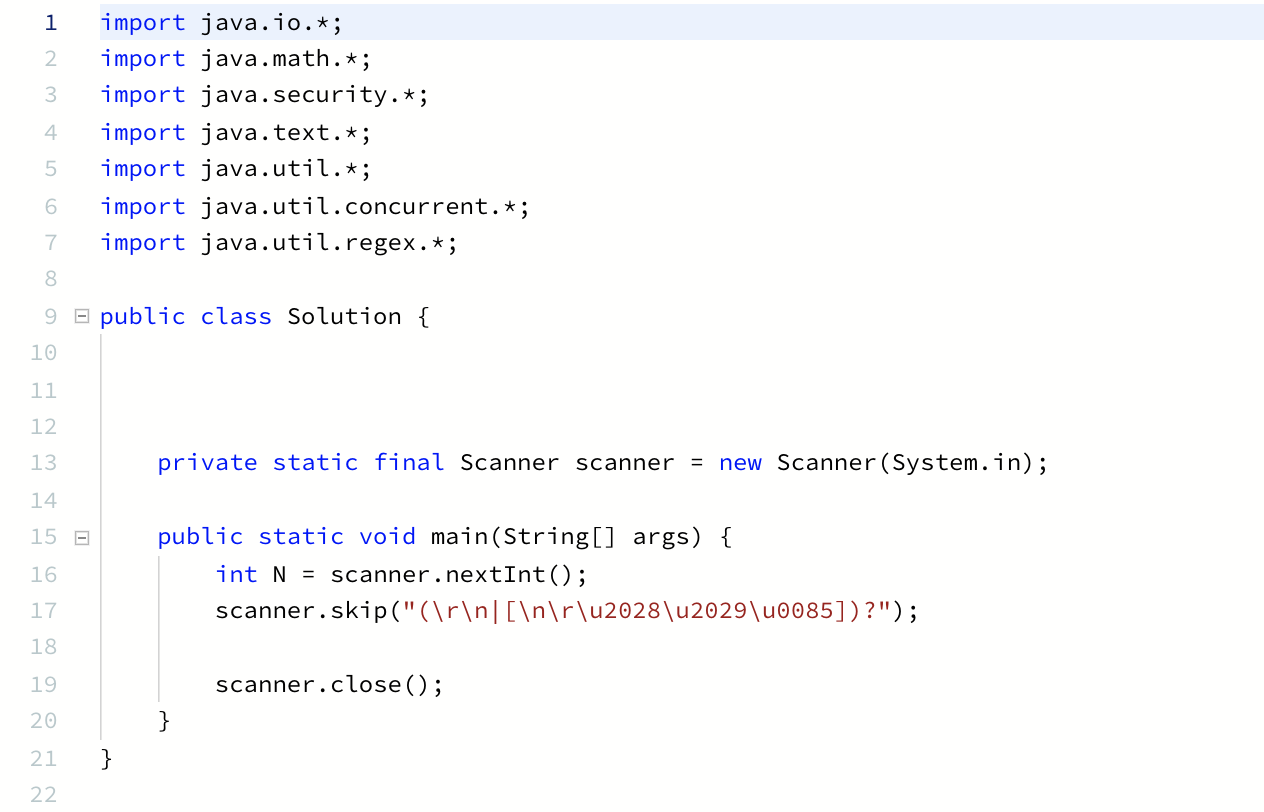 1 import java.io.*;
2 import java.math.*;
3 import java.security.*;
4 import java.text.*;
5 import java.util.*;
6 import java.util.concurrent.*;
7 import java.util.regex.*;
8
9 public class Solution {
10
11
12
13 private static final Scanner scanner = new Scanner(System.in);
14
15 public static void main(String[] args) {
16 int N = scanner.nextInt();
17 scanner.skip("(\r\n|[\n\r\u2028\u2029\u0085])?");
18
19 scanner.close();
20 }
21 }
22